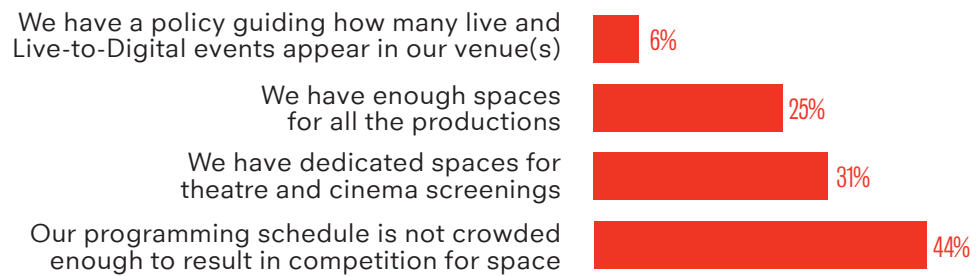 We have a policy guiding how many live and
Live-to-Digital events appear in our venue(s)
6%
We have enough spaces
for all the productions
25%
We have dedicated spaces for
theatre and cinema screenings
31%
Our programming schedule is not crowded
enough to result in competition for space
44%